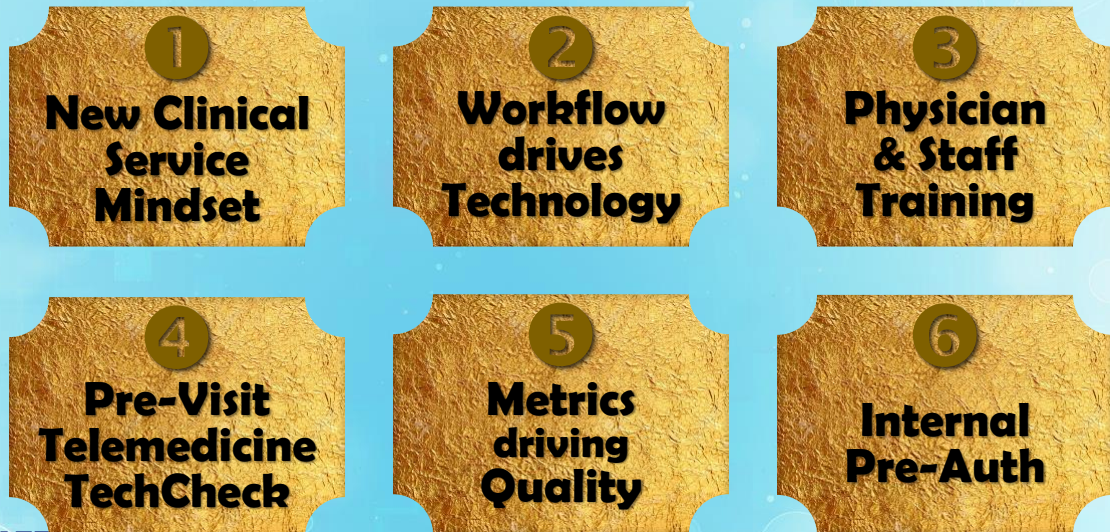 1
New Clinical
Service
Mindset
2
Workflow
drives
Technology
3
Physician
& Staff
Training
4
Pre-Visit
Telemedicine
TechCheck
5
Metrics
driving
Quality
6
Internal
Pre-Auth